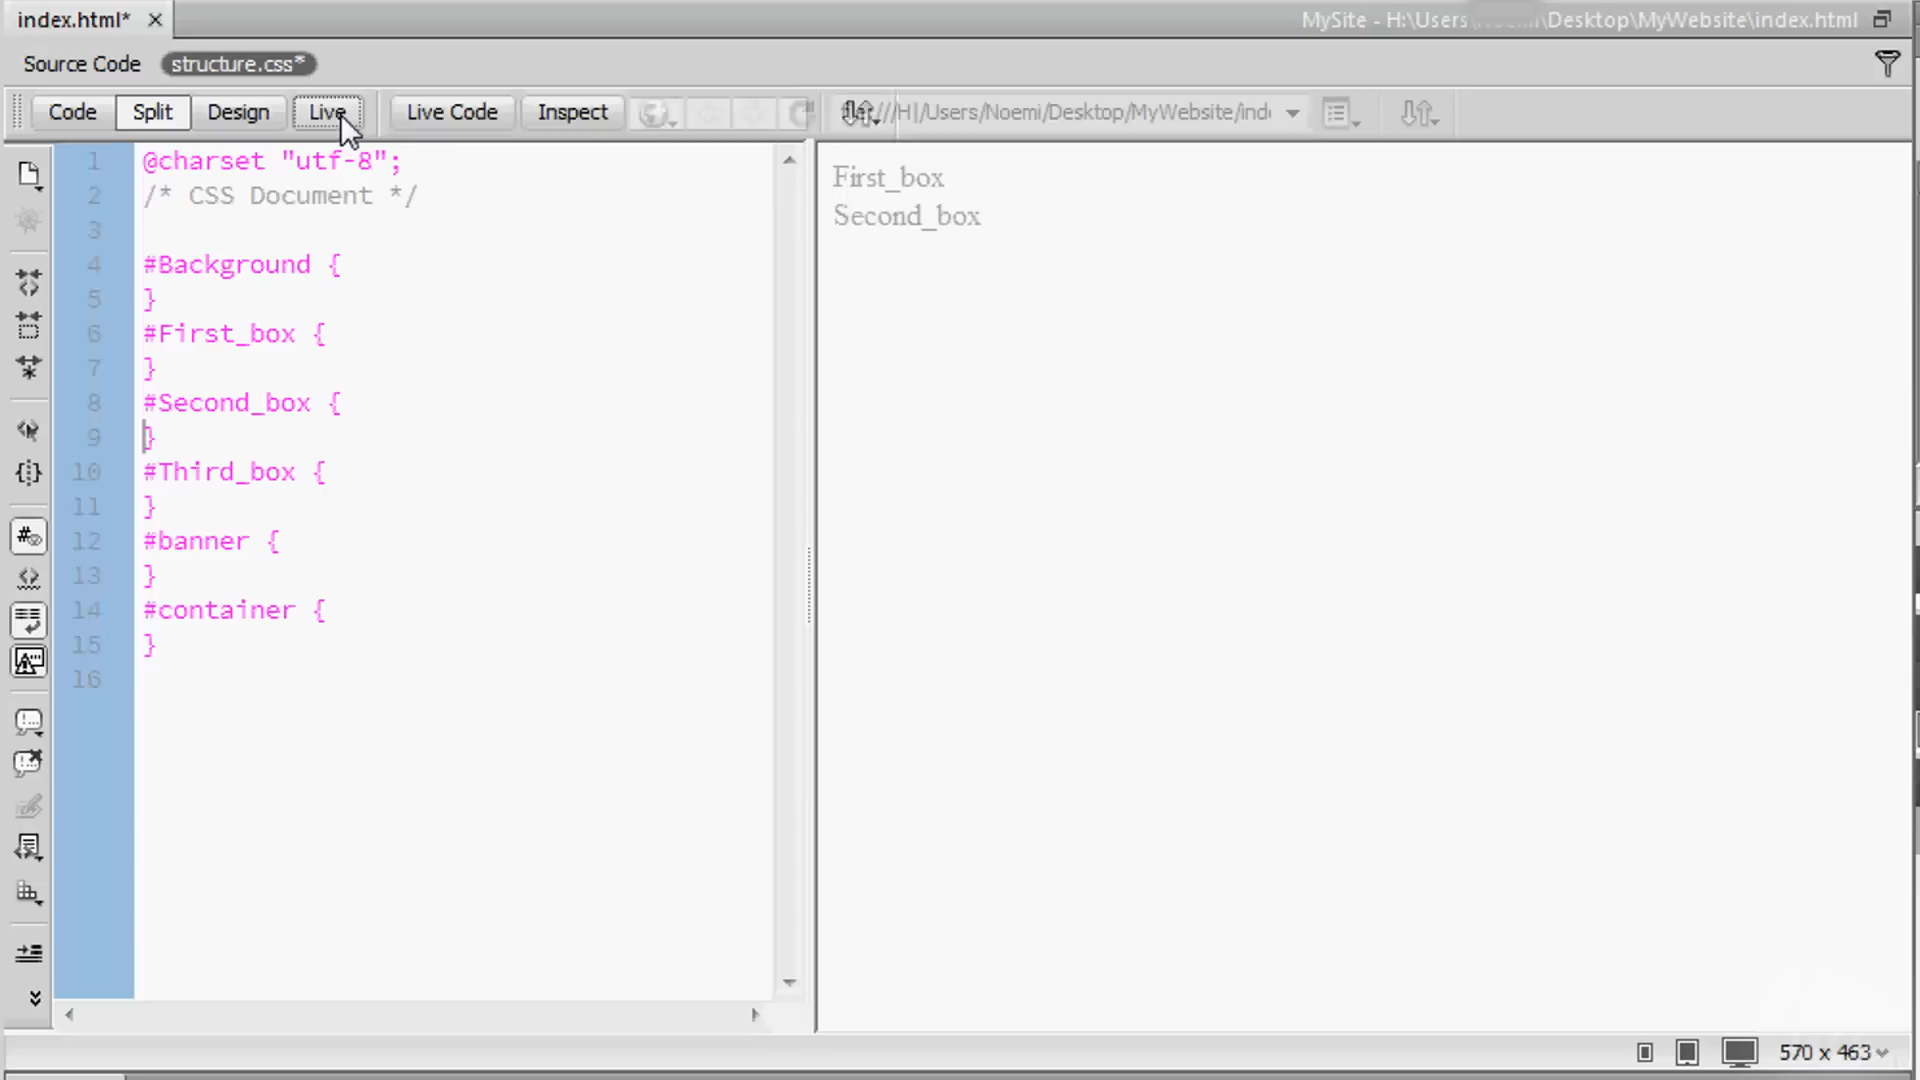 index.html*
MySite - H:\Users\Noemi\Desktop\MyWebsite\index.html
Source Code structure.css*
Code Split Design Live Live Code Inspect /H|/Users/Noemi/Desktop/MyWebsite/ind
1 @charset "utf-8";
2 /* CSS Document */
3
4 #Background {
5 }
6 #First_box {
7 }
8 #Second_box {
9 }
10 #Third_box {
11 }
12 #banner {
13 }
14 #container {
15 }
16
First_box
Second_box
570 x 463